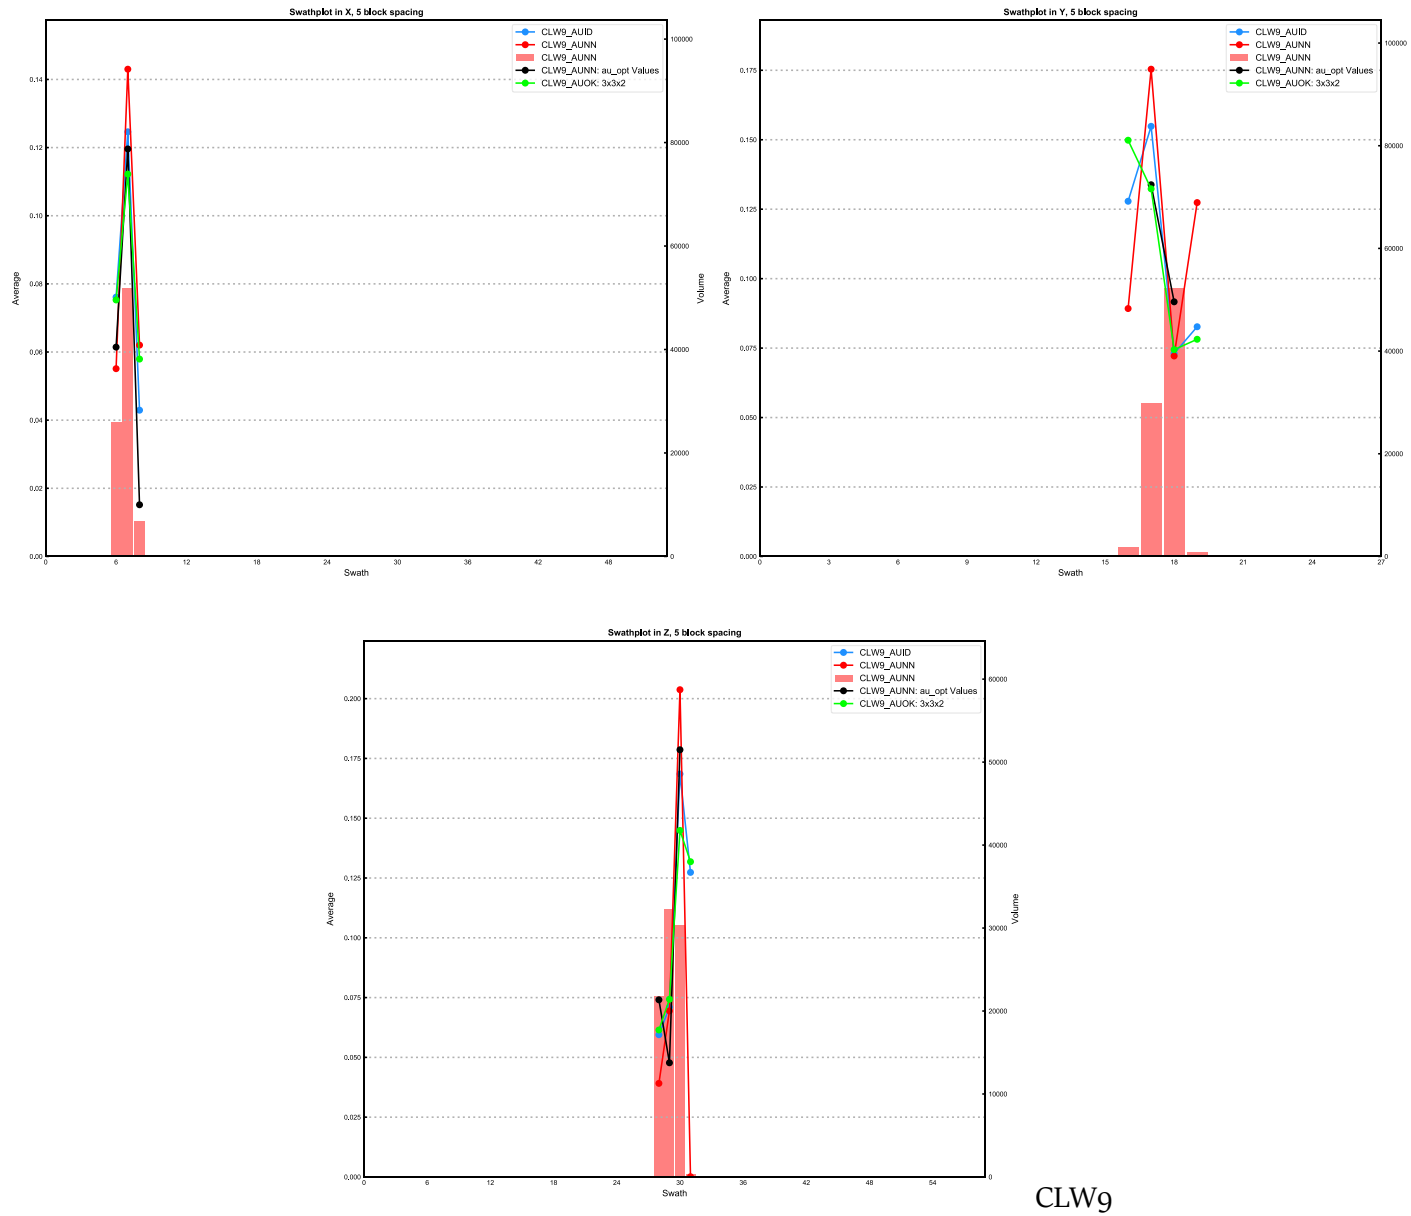 Swathplot in X, 5 block spacing
CLW9_AUID
CLW9_AUNN
CLW9_AUNN
CLW9_AUNN: au_opt Values
CLW9_AUOK: 3x3x2
Average
0.14
0.12
0.10
0.08
0.06
0.04
0.02
0.00
100000
80000
60000
40000
20000
0
Volume
0 6 12 18 24 30 36 42 48
Swath
Swathplot in Y, 5 block spacing
CLW9_AUID
CLW9_AUNN
CLW9_AUNN
CLW9_AUNN: au_opt Values
CLW9_AUOK: 3x3x2
Average
0.175
0.150
0.125
0.100
0.075
0.050
0.025
0.000
100000
80000
60000
40000
20000
0
0 3 6 9 12 15 18 21 24 27
Swath
Swathplot in Z, 5 block spacing
CLW9_AUID
CLW9_AUNN
CLW9_AUNN
CLW9_AUNN: au_opt Values
CLW9_AUOK: 3x3x2
Average
0.200
0.175
0.150
0.125
0.100
0.075
0.050
0.025
0.000
60000
50000
40000
30000
20000
10000
0
Volume
0 6 12 18 24 30 36 42 48 54
Swath
CLW9